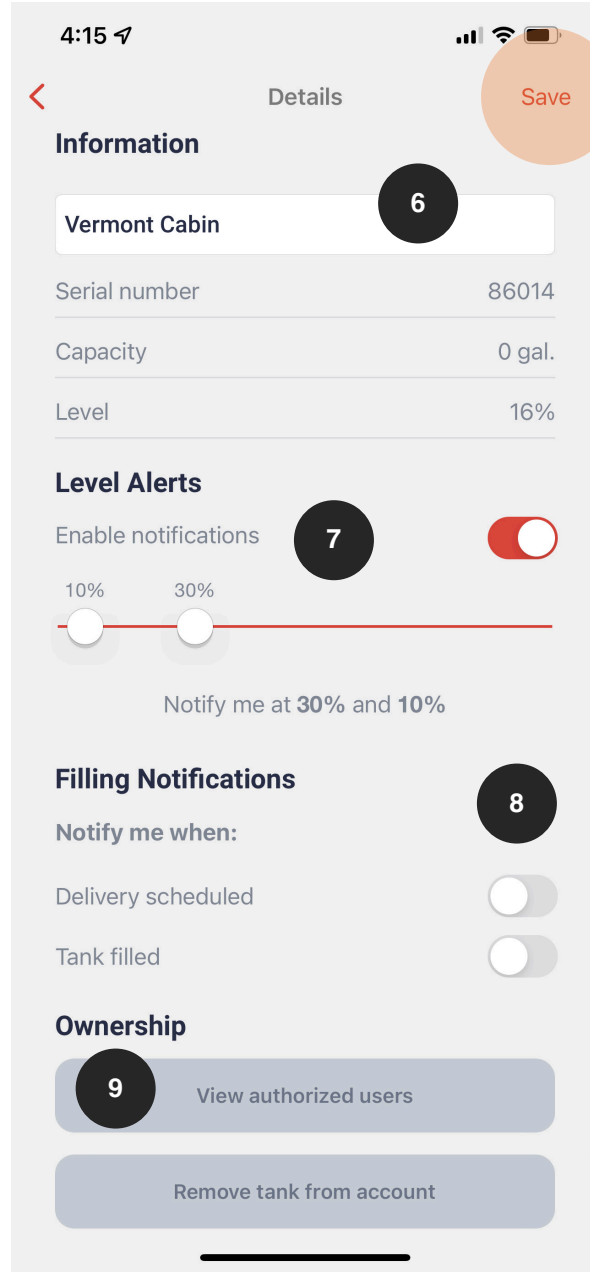 4:15
Details Save
Information
6
Vermont Cabin
Serial number 86014
Capacity 0 gal.
Level 16%
Level Alerts
Enable notifications 7
10% 30%
Notify me at 30% and 10%
Filling Notifications
8
Notify me when:
Delivery scheduled
Tank filled
Ownership
9 View authorized users
Remove tank from account